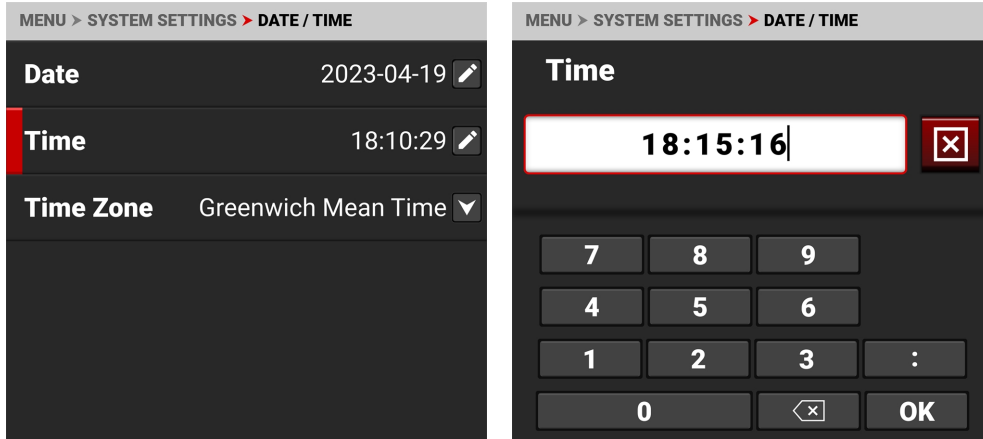 MENU > SYSTEM SETTINGS > DATE / TIME
Date 2023-04-19
Time 18:10:29
Time Zone Greenwich Mean Time
MENU > SYSTEM SETTINGS > DATE / TIME
Time
18:15:16
7 8 9
4 5 6
1 2 3 :
0 OK